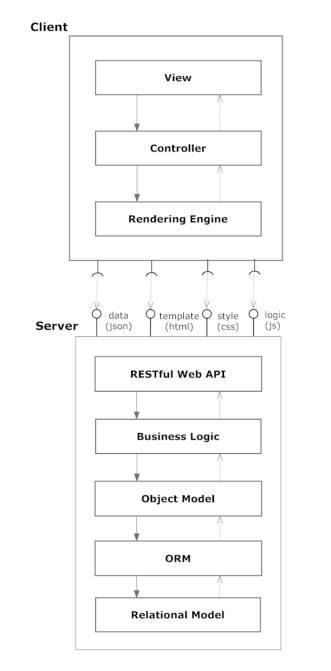 Client
View
Controller
Rendering Engine
data
(json)
template
(html)
style
(css)
logic
(js)
Server
RESTful Web API
Business Logic
Object Model
ORM
Relational Model